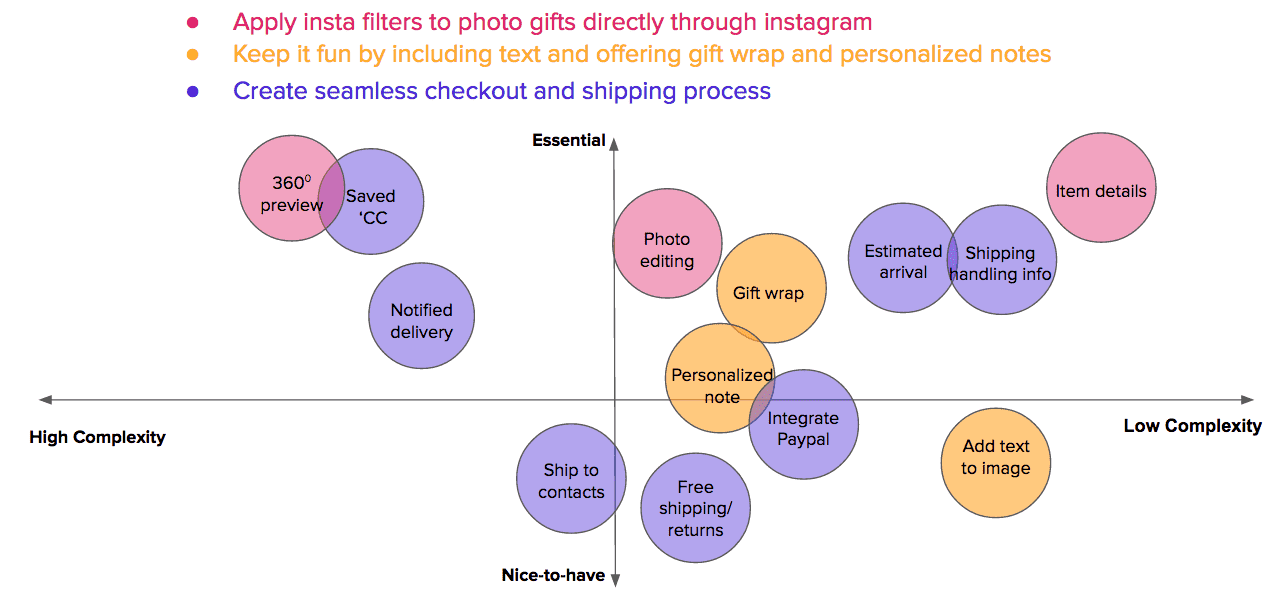 Apply insta filters to photo gifts directly through instagram
Keep it fun by including text and offering gift wrap and personalized notes
Create seamless checkout and shipping process
Essential
360⁰
preview
Saved
'CC
Item details
Photo
editing
Estimated
arrival
Shipping
handling info
Gift wrap
Notified
delivery
Personalized
note
High Complexity
Low Complexity
Integrate
Paypal
Add text
to image
Ship to
contacts
Free
shipping/
returns
Nice-to-have